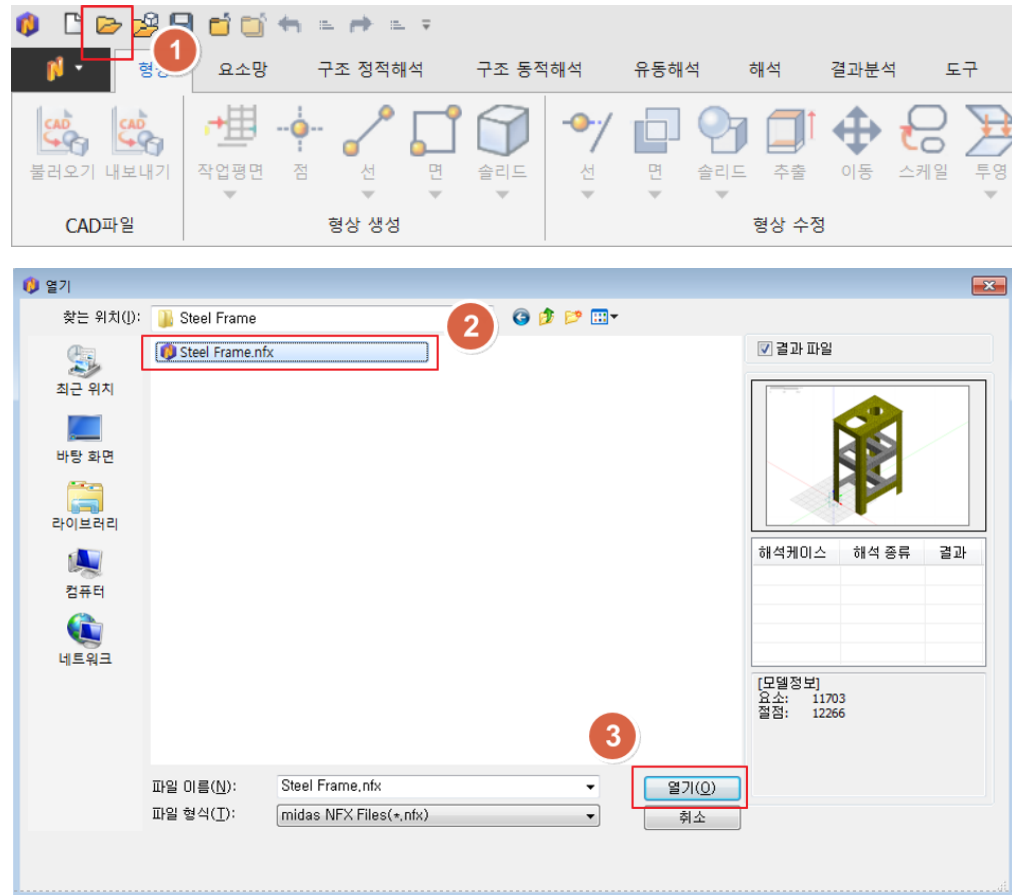 1
형상
요소망
구조 정적해석
구조 동적해석
유동해석
해석
결과분석
도구
CAD
CAD
불러오기
내보내기
작업평면
점
선
면
솔리드
선
면
솔리드
추출
이동
스케일
투영
CAD파일
형상 생성
형상 수정
열기
찾는 위치(I):
Steel Frame
2
Steel Frame.nfx
결과 파일
최근 위치
바탕 화면
라이브러리
컴퓨터
네트워크
해석케이스
해석 종류
결과
[모델정보]
요소: 11703
절점: 12266
3
파일 이름(N):
Steel Frame.nfx
열기(O)
파일 형식(T):
midas NFX Files(*.nfx)
취소